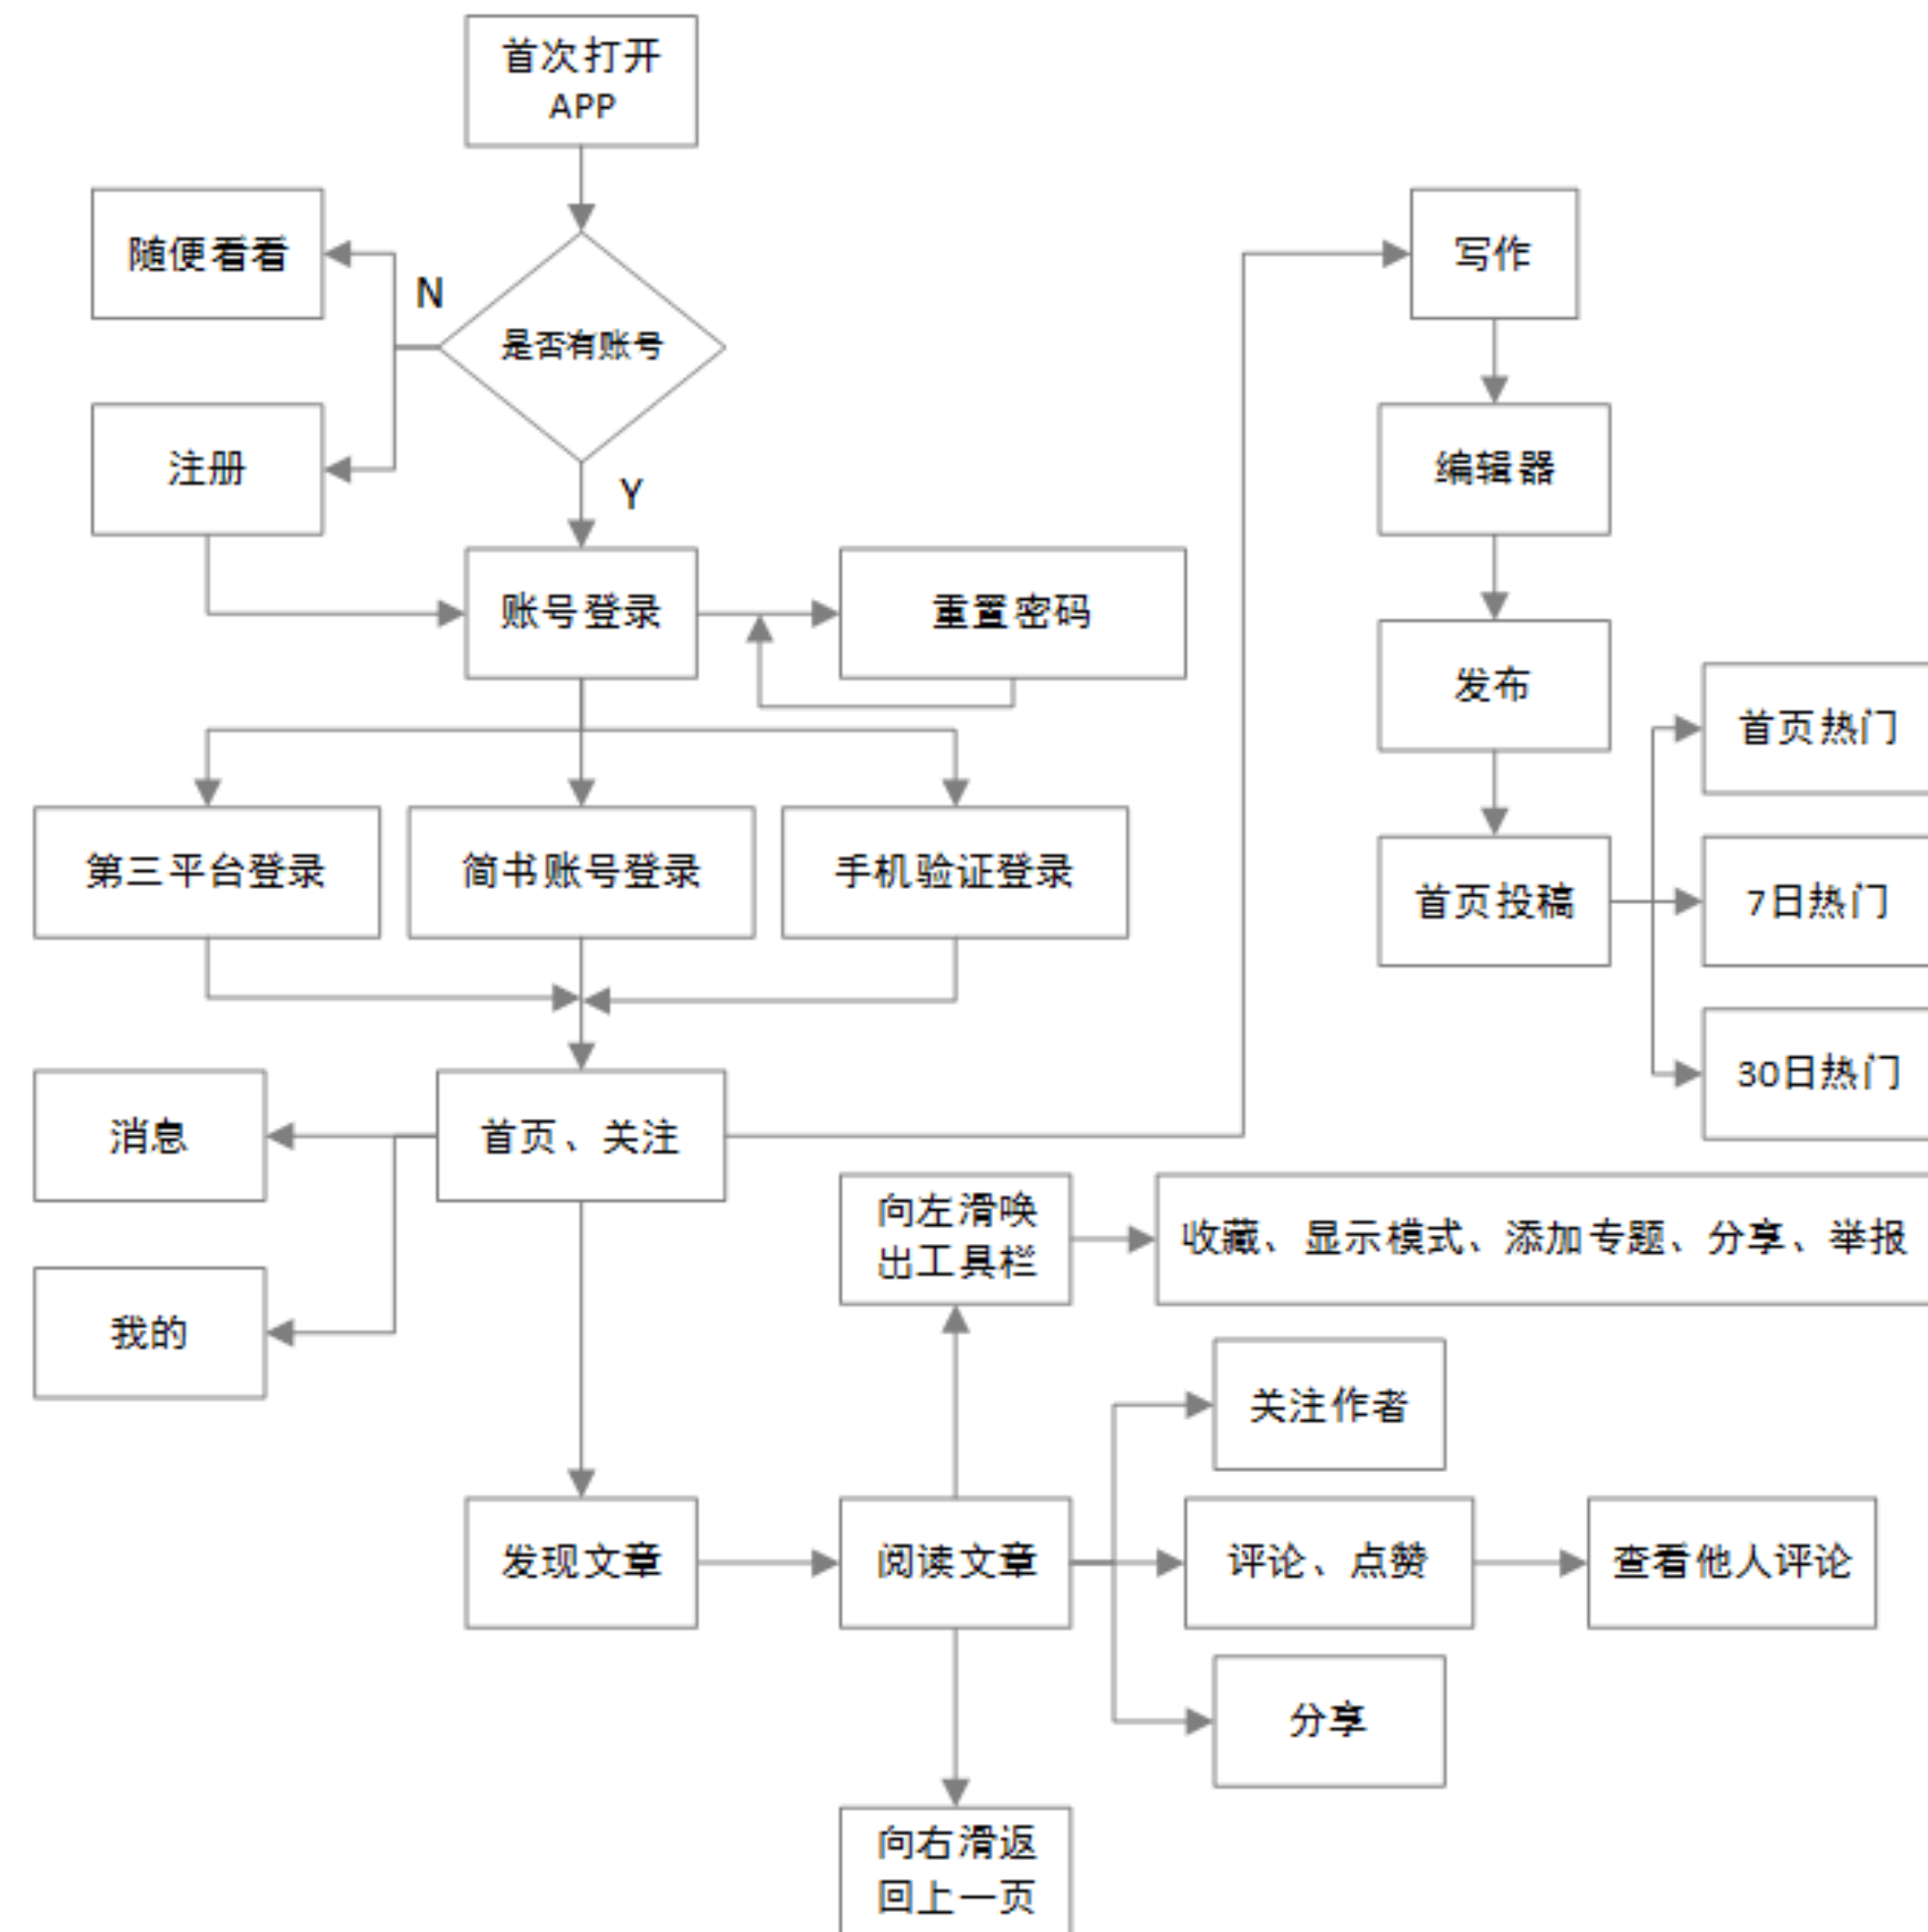 首次打开
APP
随便看看
N
是否有账号
注册
Y
账号登录
重置密码
第三平台登录
简书账号登录
手机验证登录
消息
首页、关注
我的
写作
编辑器
发布
首页投稿
首页热门
7日热门
30日热门
向左滑唤
出工具栏
收藏、显示模式、添加专题、分享、举报
关注作者
发现文章
阅读文章
评论、点赞
查看他人评论
分享
向右滑返
回上一页